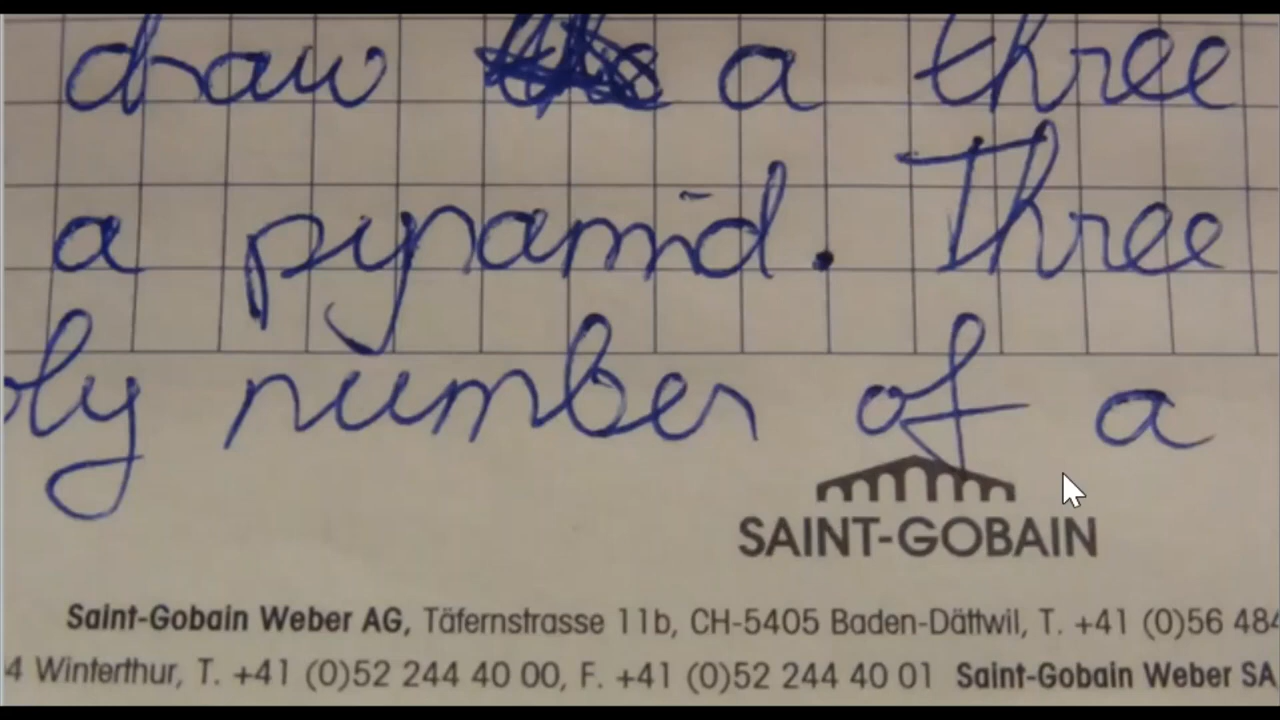 draw a three
a pyramid. Three
oly number of a
SAINT-GOBAIN
Saint-Gobain Weber AG, Täfernstrasse 11b, CH-5405 Baden-Dättwil, T. +41 (0)56 484
4 Winterthur, T. +41 (0)52 244 40 00, F. +41 (0)52 244 40 01 Saint-Gobain Weber SA